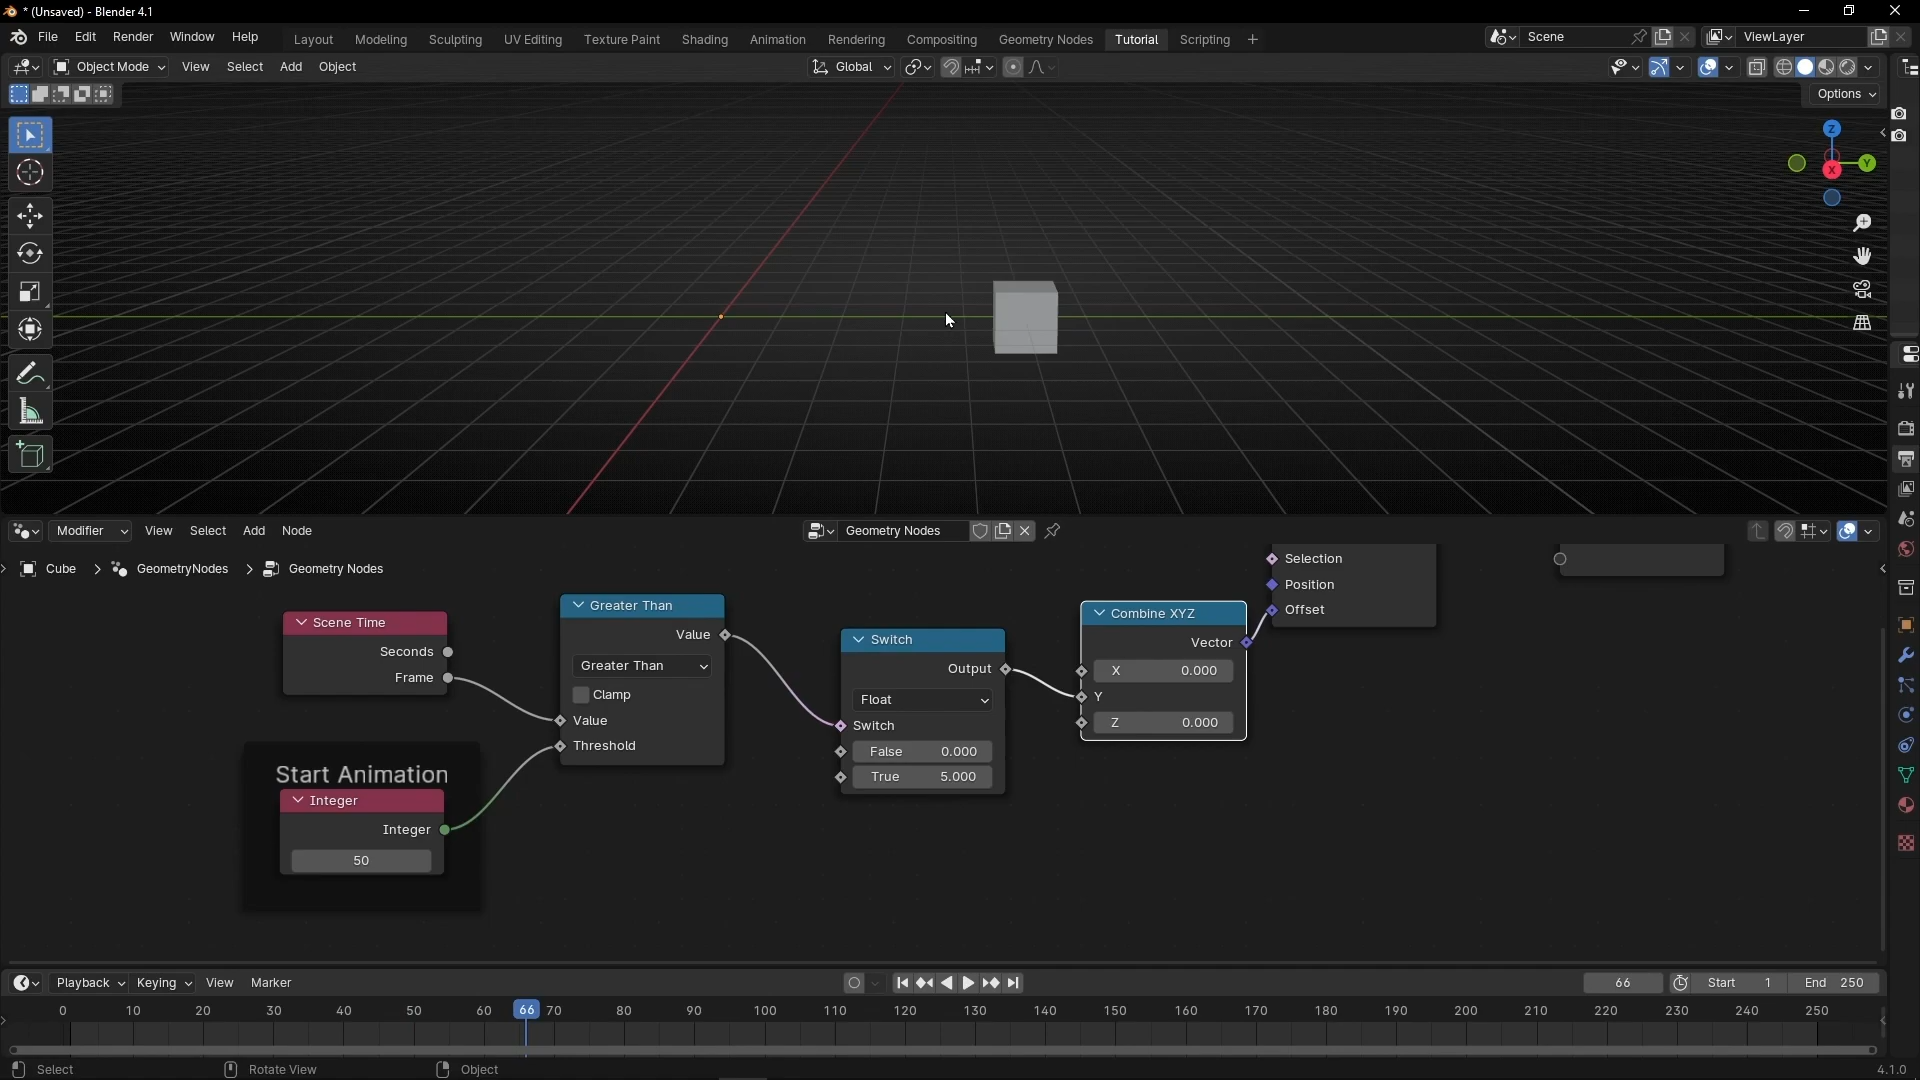 * (Unsaved) - Blender 4.1
File Edit Render Window Help Layout Modeling Sculpting UV Editing Texture Paint Shading Animation Rendering Compositing Geometry Nodes Tutorial Scripting + Scene ViewLayer
Object Mode View Select Add Object Global
Options
Z
Y
X
Modifier View Select Add Node Geometry Nodes
Cube > GeometryNodes > Geometry Nodes
Selection
Position
Offset
Scene Time
Seconds
Frame
Greater Than
Value
Greater Than
Clamp
Value
Threshold
Start Animation
Integer
Integer
50
Switch
Output
Float
Switch
False 0.000
True 5.000
Combine XYZ
Vector
X 0.000
Y
Z 0.000
Playback Keying View Marker 66 Start 1 End 250
0 10 20 30 40 50 60 66 70 80 90 100 110 120 130 140 150 160 170 180 190 200 210 220 230 240 250
Select Rotate View Object 4.1.0